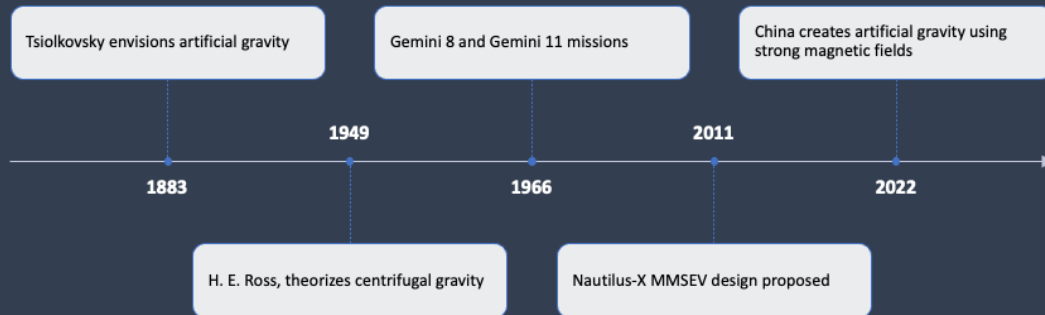 Tsiolkovsky envisions artificial gravity
Gemini 8 and Gemini 11 missions
China creates artificial gravity using
strong magnetic fields
1949
2011
1883
1966
2022
H. E. Ross, theorizes centrifugal gravity
Nautilus-X MMSEV design proposed